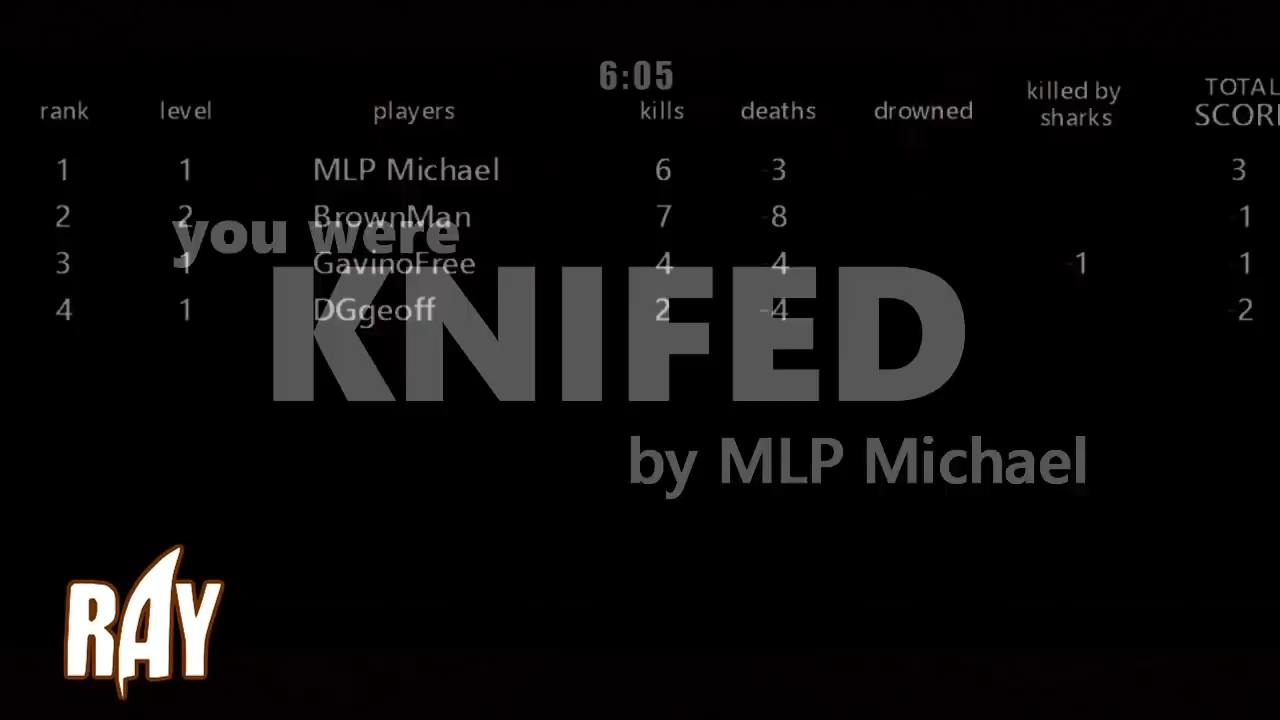 6:05
rank level players kills deaths drowned killed by sharks TOTAL SCOR
1 1 MLP Michael 6 -3 3
2 2 BrownMan 7 -8 -1
3 1 GavinoFree 4 -4 -1 -1
4 1 DGgeoff 2 -4 -2
you were
KNIFED
by MLP Michael
RAY